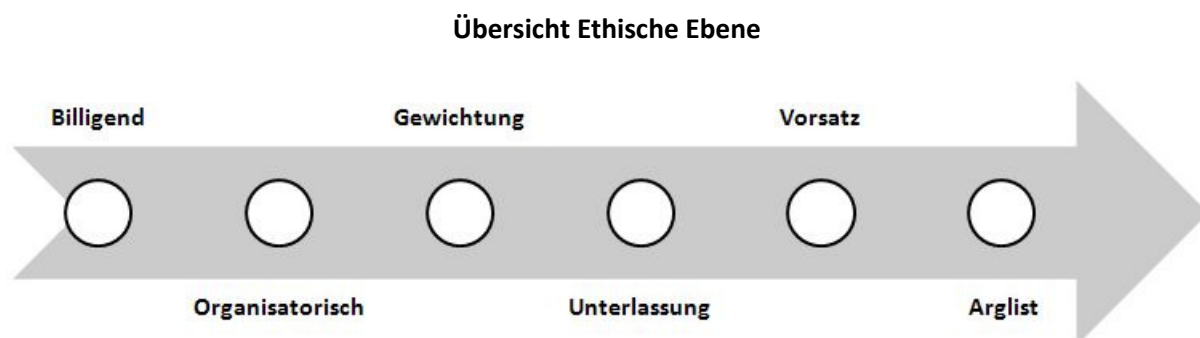 Übersicht Ethische Ebene
Billigend
Gewichtung
Vorsatz
Organisatorisch
Unterlassung
Arglist